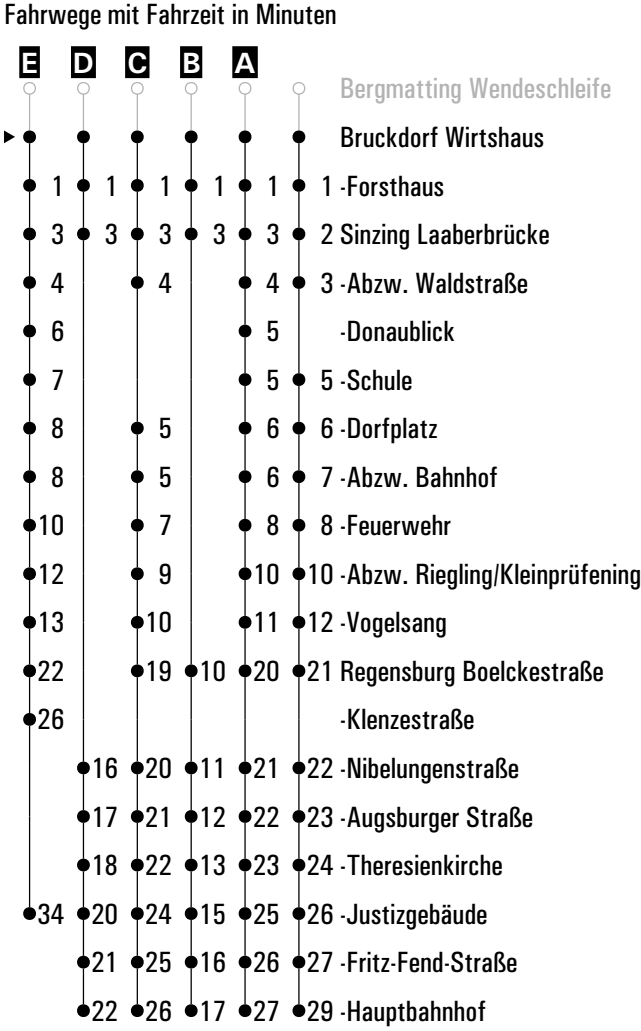 Fahrwege mit Fahrzeit in Minuten
E D C B A
Bergmatting Wendeschleife
Bruckdorf Wirtshaus
1 1 1 1 1 1 -Forsthaus
3 3 3 3 3 2 Sinzing Laaberbrücke
4 4 4 3 -Abzw. Waldstraße
6 5 -Donaublick
7 5 5 -Schule
8 5 6 6 -Dorfplatz
8 5 6 7 -Abzw. Bahnhof
10 7 8 8 -Feuerwehr
12 9 10 10 -Abzw. Riegling/Kleinprüfening
13 10 11 12 -Vogelsang
22 19 10 20 21 Regensburg Boelckestraße
26 -Klenzestraße
16 20 11 21 22 -Nibelungenstraße
17 21 12 22 23 -Augsburger Straße
18 22 13 23 24 -Theresienkirche
34 20 24 15 25 26 -Justizgebäude
21 25 16 26 27 -Fritz-Fend-Straße
22 26 17 27 29 -Hauptbahnhof